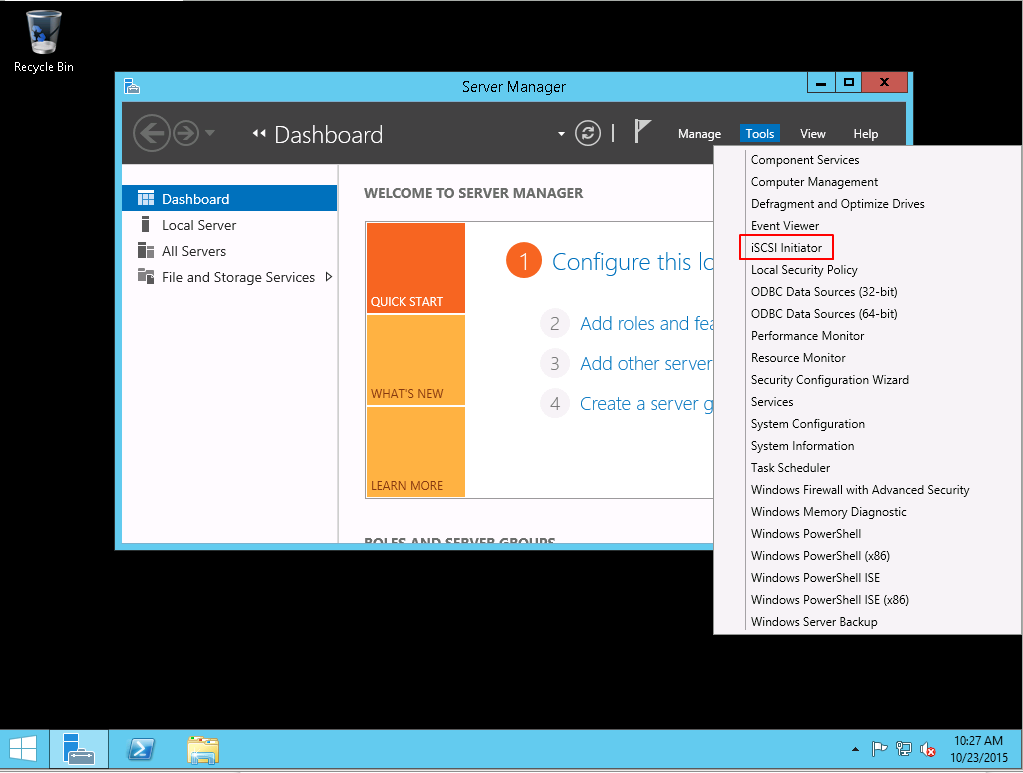 Recycle Bin
Server Manager
Dashboard
Manage
Tools
View
Help
Dashboard
Local Server
All Servers
File and Storage Services
WELCOME TO SERVER MANAGER
QUICK START
WHAT'S NEW
LEARN MORE
1 Configure this lo
2 Add roles and fea
3 Add other server
4 Create a server g
ROLES AND SERVER GROUPS
Component Services
Computer Management
Defragment and Optimize Drives
Event Viewer
iSCSI Initiator
Local Security Policy
ODBC Data Sources (32-bit)
ODBC Data Sources (64-bit)
Performance Monitor
Resource Monitor
Security Configuration Wizard
Services
System Configuration
System Information
Task Scheduler
Windows Firewall with Advanced Security
Windows Memory Diagnostic
Windows PowerShell
Windows PowerShell (x86)
Windows PowerShell ISE
Windows PowerShell ISE (x86)
Windows Server Backup
10:27 AM
10/23/2015